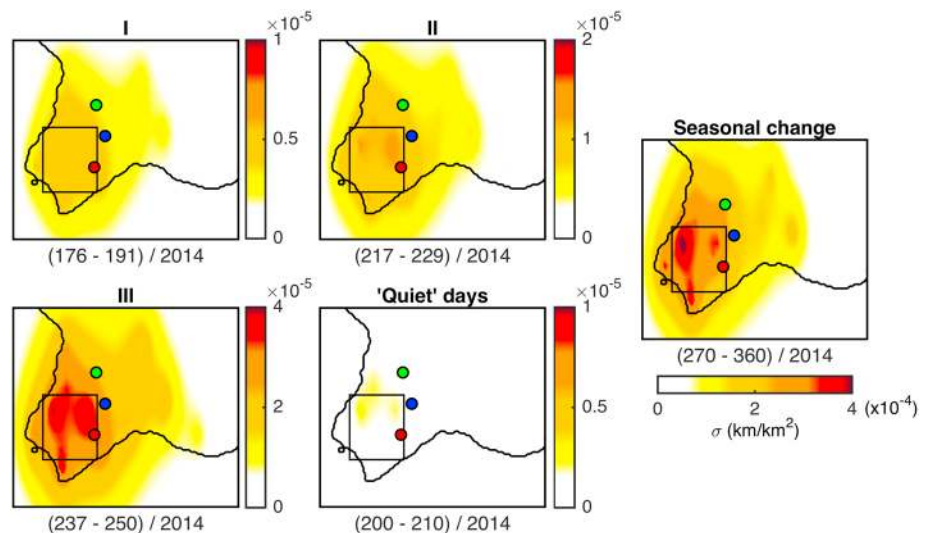 I
×10⁻⁵
1
0.5
0
(176 - 191) / 2014
II
×10⁻⁵
2
1
0
(217 - 229) / 2014
III
×10⁻⁵
4
2
0
(237 - 250) / 2014
'Quiet' days
×10⁻⁵
1
0.5
0
(200 - 210) / 2014
Seasonal change
(270 - 360) / 2014
0 2 4 (x10⁻⁴)
σ (km/km²)